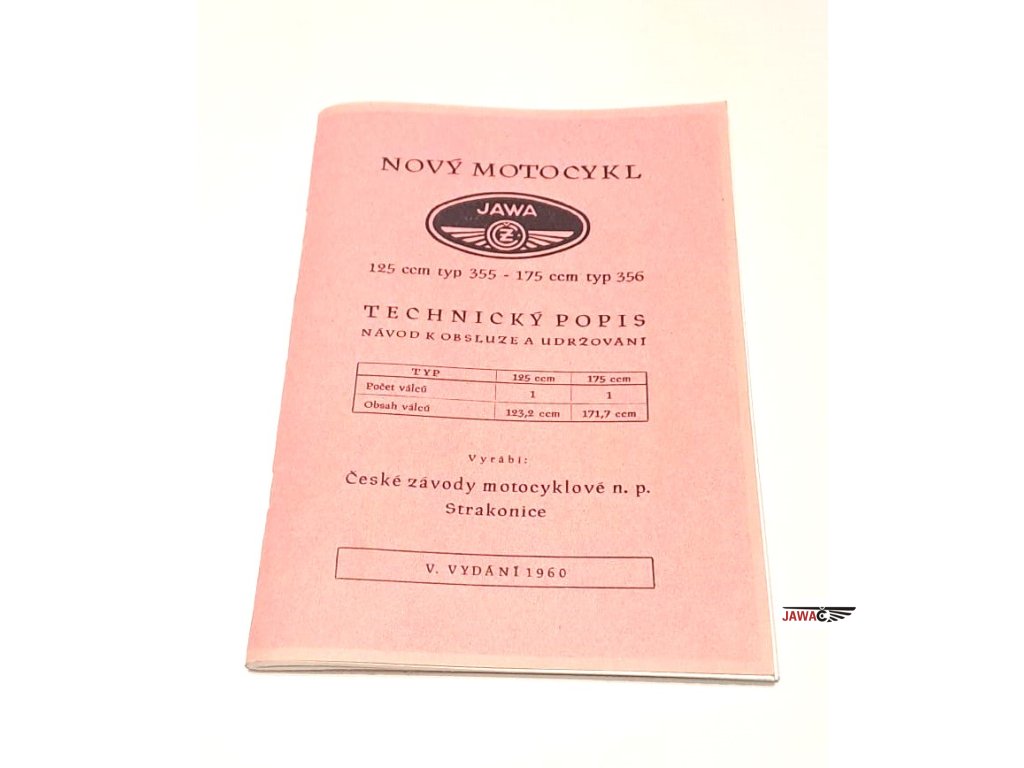 NOVÝ MOTOCYKL
JAWA
ČZ
125 ccm typ 355 - 175 ccm typ 356
TECHNICKÝ POPIS
NÁVOD K OBSLUZE A UDRŽOVÁNÍ
TYP 125 ccm 175 ccm
Počet válců 1 1
Obsah válců 123,2 ccm 171,7 ccm
Vyrábí:
České závody motocyklové n. p.
Strakonice
V. VYDÁNÍ 1960
JAWA